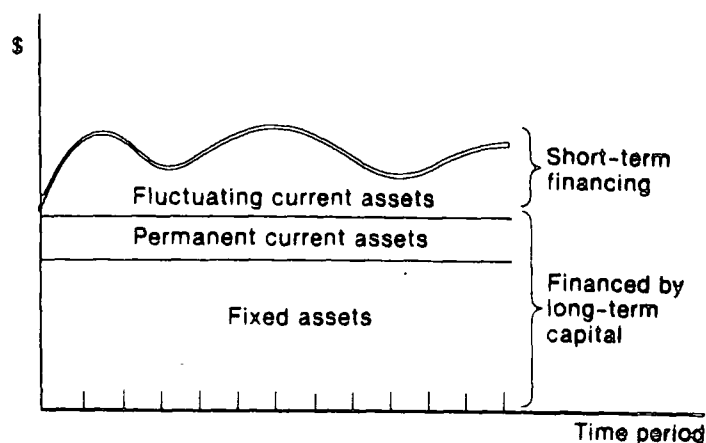 $
Short-term
financing
Fluctuating current assets
Permanent current assets
Financed by
long-term
capital
Fixed assets
Time period